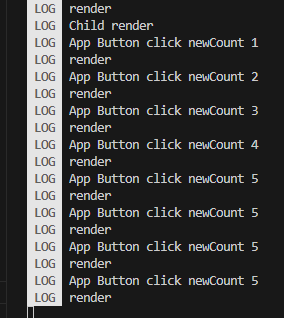 LOG render
LOG Child render
LOG App Button click newCount 1
LOG render
LOG App Button click newCount 2
LOG render
LOG App Button click newCount 3
LOG render
LOG App Button click newCount 4
LOG render
LOG App Button click newCount 5
LOG render
LOG App Button click newCount 5
LOG render
LOG App Button click newCount 5
LOG render
LOG App Button click newCount 5
LOG render